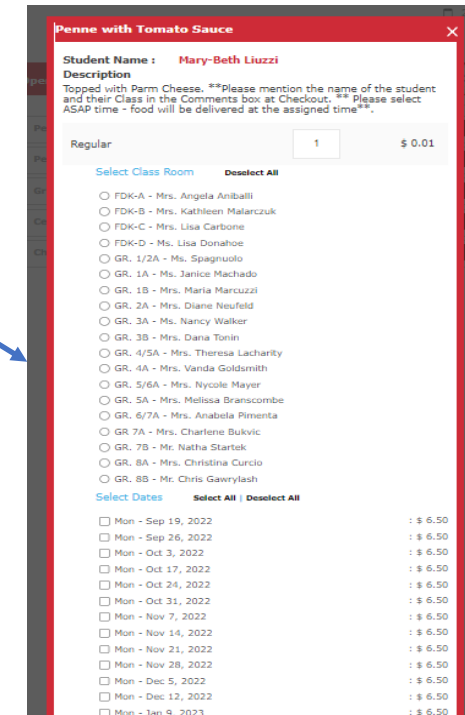 Penne with Tomato Sauce
Student Name : Mary-Beth Liuzzi
Description
Topped with Parm Cheese. **Please mention the name of the student
and their Class in the Comments box at Checkout. ** Please select
ASAP time - food will be delivered at the assigned time**.
Regular 1 $ 0.01
Select Class Room Deselect All
FDK-A - Mrs. Angela Aniballi
FDK-B - Mrs. Kathleen Malarczuk
FDK-C - Mrs. Lisa Carbone
FDK-D - Ms. Lisa Donahoe
GR. 1/2A - Ms. Spagnuolo
GR. 1A - Ms. Janice Machado
GR. 1B - Mrs. Maria Marcuzzi
GR. 2A - Mrs. Diane Neufeld
GR. 3A - Ms. Nancy Walker
GR. 3B - Mrs. Dana Tonin
GR. 4/5A - Mrs. Theresa Lacharity
GR. 4A - Mrs. Vanda Goldsmith
GR. 5/6A - Mrs. Nycole Mayer
GR. 5A - Mrs. Melissa Branscombe
GR. 6/7A - Mrs. Anabela Pimenta
GR 7A - Mrs. Charlene Bukvic
GR. 7B - Mr. Natha Startek
GR. 8A - Mrs. Christina Curcio
GR. 8B - Mr. Chris Gawrylash
Select Dates Select All | Deselect All
Mon - Sep 19, 2022 : $ 6.50
Mon - Sep 26, 2022 : $ 6.50
Mon - Oct 3, 2022 : $ 6.50
Mon - Oct 17, 2022 : $ 6.50
Mon - Oct 24, 2022 : $ 6.50
Mon - Oct 31, 2022 : $ 6.50
Mon - Nov 7, 2022 : $ 6.50
Mon - Nov 14, 2022 : $ 6.50
Mon - Nov 21, 2022 : $ 6.50
Mon - Nov 28, 2022 : $ 6.50
Mon - Dec 5, 2022 : $ 6.50
Mon - Dec 12, 2022 : $ 6.50
Mon - Jan 9, 2023 : $ 6.50